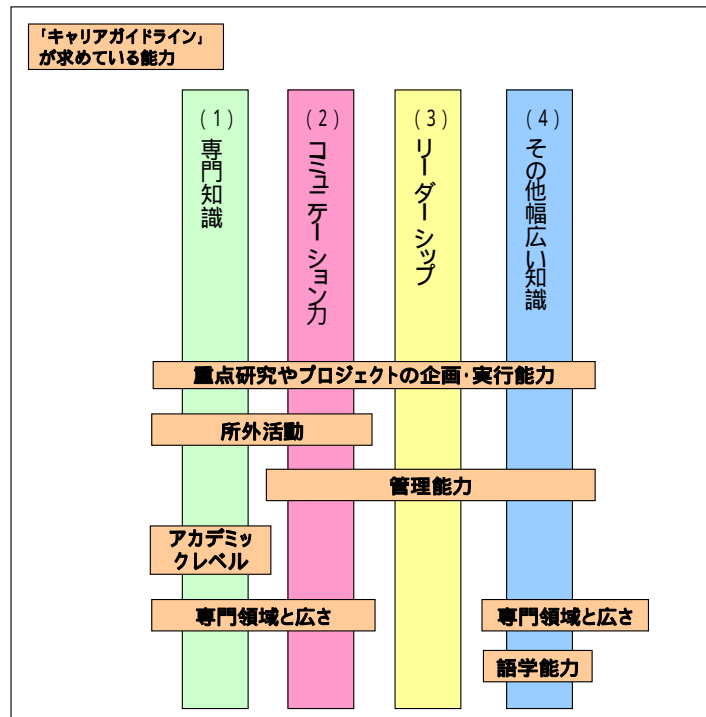 「キャリアガイドライン」
が求めている能力
(1)専門知識
(2)コミュニケーション力
(3)リーダーシップ
(4)その他幅広い知識
重点研究やプロジェクトの企画・実行能力
所外活動
管理能力
アカデミッ
クレベル
専門領域と広さ
専門領域と広さ
語学能力